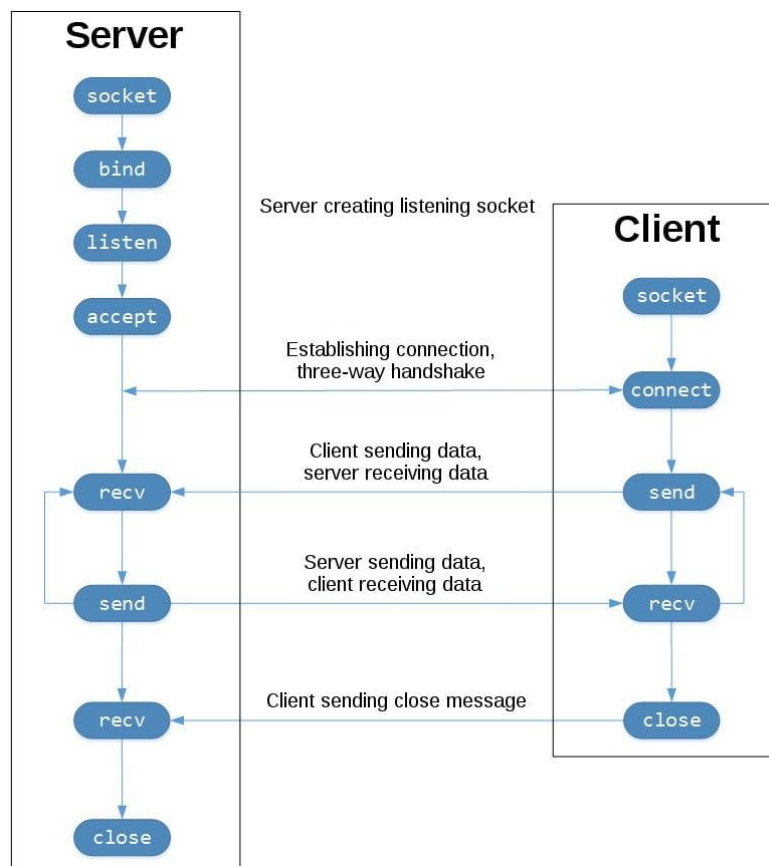 Server
socket
bind
listen
accept
recv
send
recv
close
Server creating listening socket
Establishing connection,
three-way handshake
Client sending data,
server receiving data
Server sending data,
client receiving data
Client sending close message
Client
socket
connect
send
recv
close